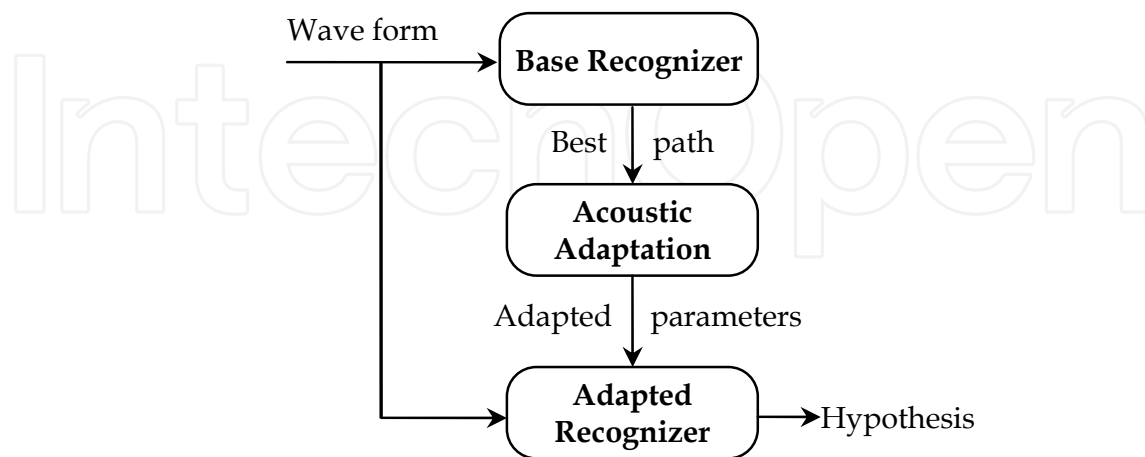 Wave form
Base Recognizer
Best path
Acoustic
Adaptation
Adapted parameters
Adapted
Recognizer
Hypothesis
IntechOpen